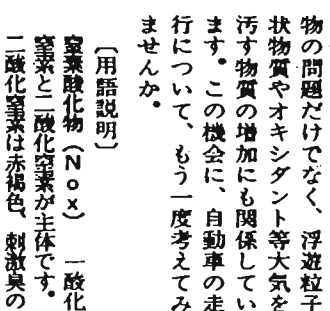 物の問題だけでなく、浮遊粒子
状物質やオキシダント等大気を
汚す物質の増加にも関係してい
ます。この機会に、自動車の走
行について、もう一度考えてみ
ませんか。
〔用語説明〕
窒素酸化物（Nox）　一酸化
窒素と二酸化窒素が主体です。
二酸化窒素は赤褐色、刺激臭の